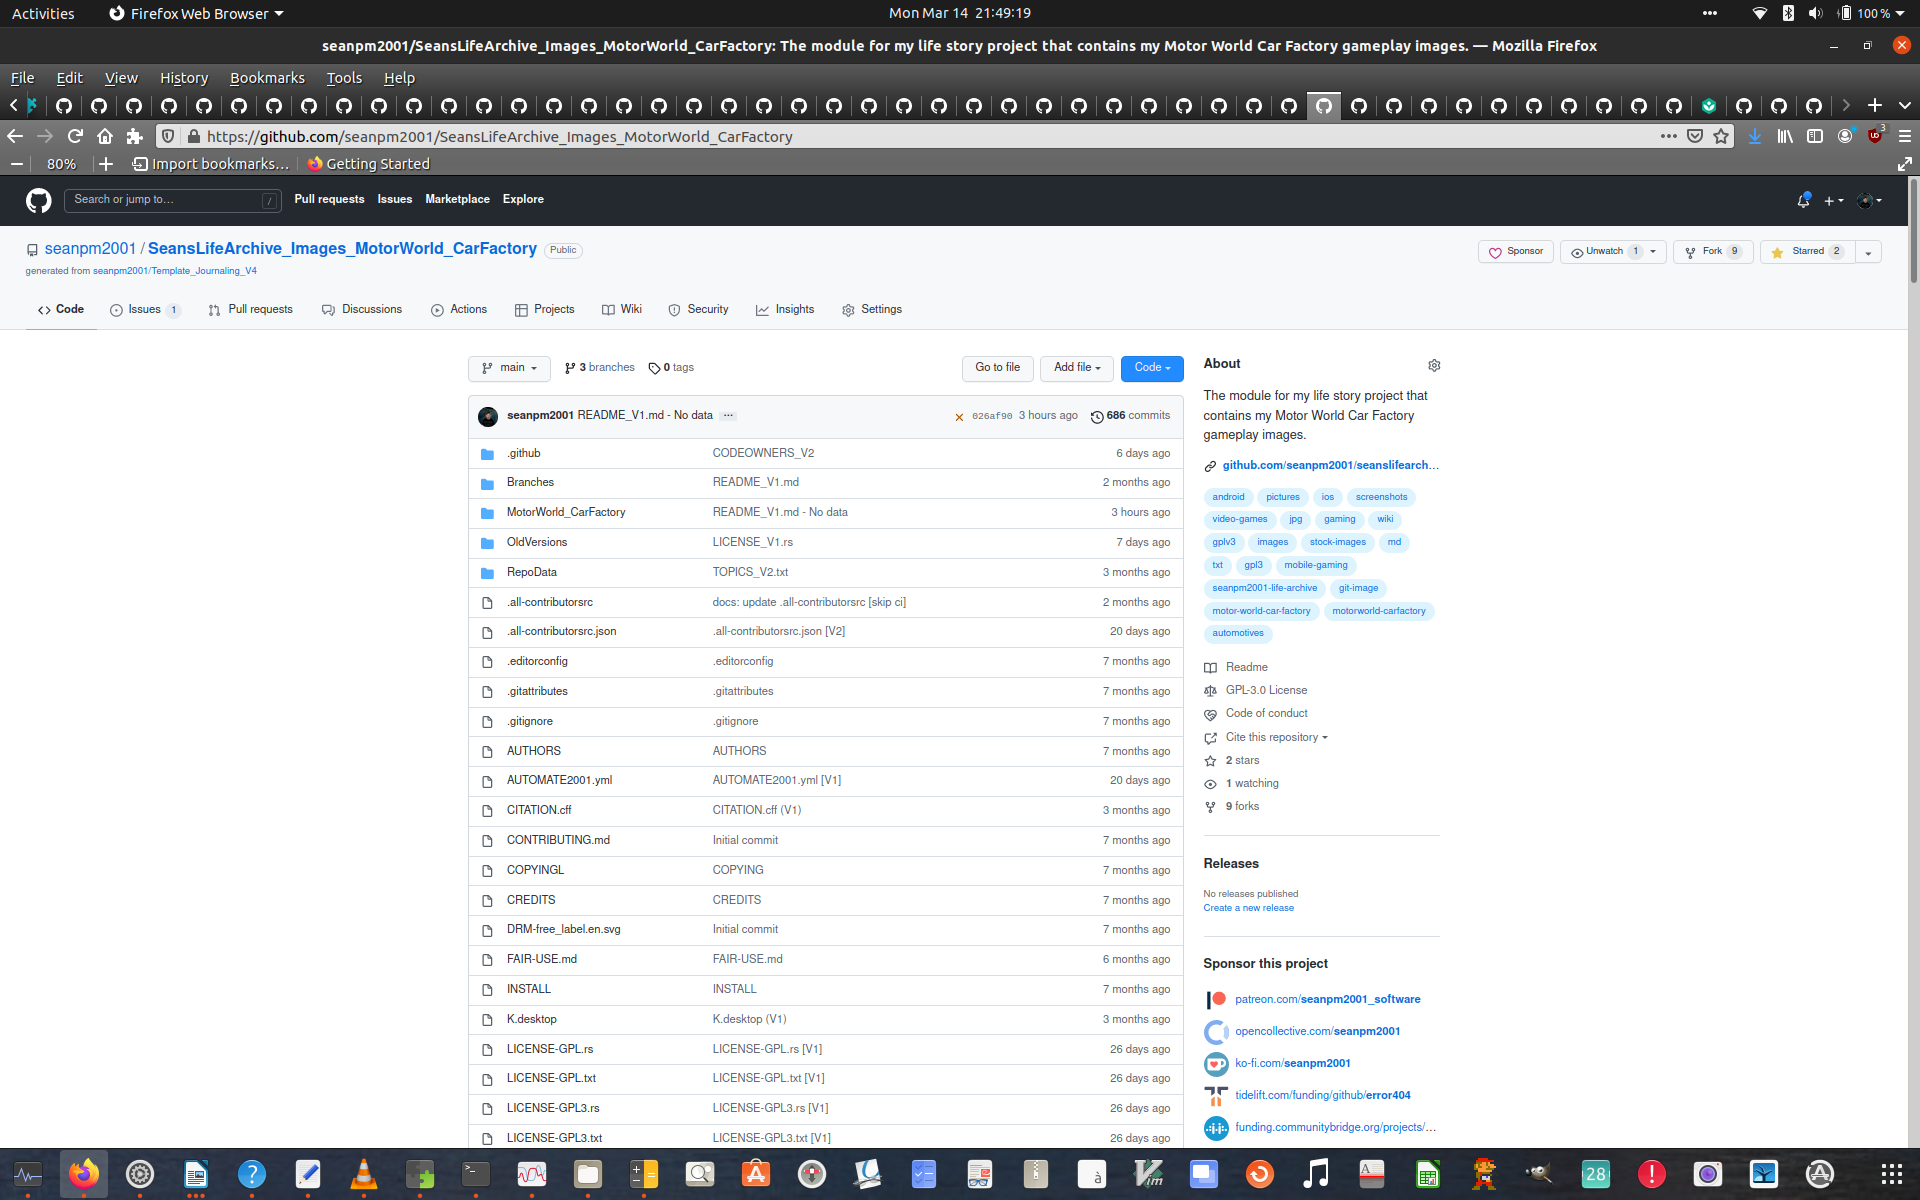 Activities Firefox Web Browser Mon Mar 14 21:49:19 100 %
seanpm2001/SeansLifeArchive_Images_MotorWorld_CarFactory: The module for my life story project that contains my Motor World Car Factory gameplay images. — Mozilla Firefox
File Edit View History Bookmarks Tools Help
https://github.com/seanpm2001/SeansLifeArchive_Images_MotorWorld_CarFactory 3
80% Import bookmarks... Getting Started
Search or jump to... / Pull requests Issues Marketplace Explore
seanpm2001 / SeansLifeArchive_Images_MotorWorld_CarFactory Public Sponsor Unwatch 1 Fork 9 Starred 2
generated from seanpm2001/Template_Journaling_V4
Code Issues 1 Pull requests Discussions Actions Projects Wiki Security Insights Settings
main 3 branches 0 tags Go to file Add file Code
seanpm2001 README_V1.md - No data ... 026af90 3 hours ago 686 commits
.github CODEOWNERS_V2 6 days ago
Branches README_V1.md 2 months ago
MotorWorld_CarFactory README_V1.md - No data 3 hours ago
OldVersions LICENSE_V1.rs 7 days ago
RepoData TOPICS_V2.txt 3 months ago
.all-contributorsrc docs: update .all-contributorsrc [skip ci] 2 months ago
.all-contributorsrc.json .all-contributorsrc.json [V2] 20 days ago
.editorconfig .editorconfig 7 months ago
.gitattributes .gitattributes 7 months ago
.gitignore .gitignore 7 months ago
AUTHORS AUTHORS 7 months ago
AUTOMATE2001.yml AUTOMATE2001.yml [V1] 20 days ago
CITATION.cff CITATION.cff (V1) 3 months ago
CONTRIBUTING.md Initial commit 7 months ago
COPYINGL COPYING 7 months ago
CREDITS CREDITS 7 months ago
DRM-free_label.en.svg Initial commit 7 months ago
FAIR-USE.md FAIR-USE.md 6 months ago
INSTALL INSTALL 7 months ago
K.desktop K.desktop (V1) 3 months ago
LICENSE-GPL.rs LICENSE-GPL.rs [V1] 26 days ago
LICENSE-GPL.txt LICENSE-GPL.txt [V1] 26 days ago
LICENSE-GPL3.rs LICENSE-GPL3.rs [V1] 26 days ago
LICENSE-GPL3.txt LICENSE-GPL3.txt [V1] 26 days ago
About
The module for my life story project that
contains my Motor World Car Factory
gameplay images.
github.com/seanpm2001/seanslifearch...
android pictures ios screenshots
video-games jpg gaming wiki
gplv3 images stock-images md
txt gpl3 mobile-gaming
seanpm2001-life-archive git-image
motor-world-car-factory motorworld-carfactory
automotives
Readme
GPL-3.0 License
Code of conduct
Cite this repository
2 stars
1 watching
9 forks
Releases
No releases published
Create a new release
Sponsor this project
patreon.com/seanpm2001_software
opencollective.com/seanpm2001
ko-fi.com/seanpm2001
tidelift.com/funding/github/error404
funding.communitybridge.org/projects/...
28